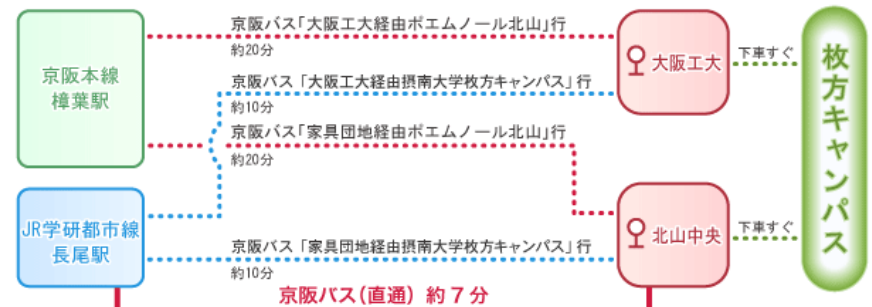 京阪本線
樟葉駅
京阪バス「大阪工大経由ポエムノール北山」行
約20分
京阪バス「大阪工大経由摂南大学枚方キャンパス」行
約10分
京阪バス「家具団地経由ポエムノール北山」行
約20分
JR学研都市線
長尾駅
京阪バス「家具団地経由摂南大学枚方キャンパス」行
約10分
京阪バス(直通) 約7分
大阪工大
下車すぐ
北山中央
下車すぐ
枚方キャンパス